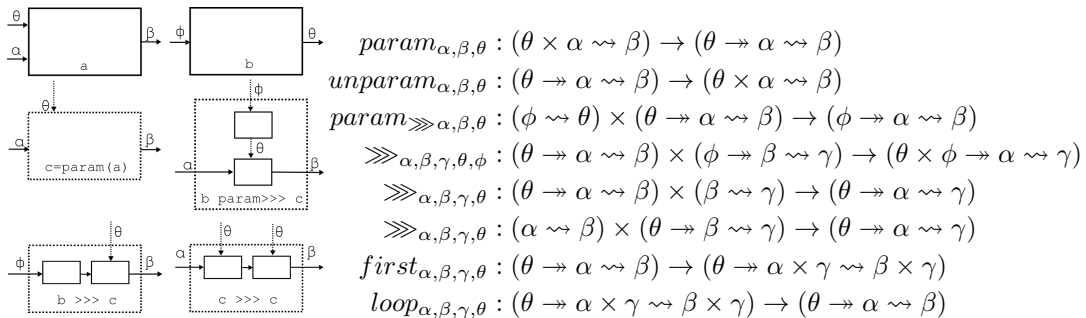 θ
α
β
a
ϕ
θ
b
θ
α
β
c=param(a)
ϕ
θ
α
β
b param>>> c
θ
ϕ
β
b >>> c
θ
θ
α
β
c >>> c
param_{α,β,θ} : (θ × α ⇝ β) → (θ ↠ α ⇝ β)
unparam_{α,β,θ} : (θ ↠ α ⇝ β) → (θ × α ⇝ β)
param_{⋙α,β,θ} : (ϕ ⇝ θ) × (θ ↠ α ⇝ β) → (ϕ ↠ α ⇝ β)
⋙_{α,β,γ,θ,ϕ} : (θ ↠ α ⇝ β) × (ϕ ↠ β ⇝ γ) → (θ × ϕ ↠ α ⇝ γ)
⋙_{α,β,γ,θ} : (θ ↠ α ⇝ β) × (β ⇝ γ) → (θ ↠ α ⇝ γ)
⋙_{α,β,γ,θ} : (α ⇝ β) × (θ ↠ β ⇝ γ) → (θ ↠ α ⇝ γ)
first_{α,β,γ,θ} : (θ ↠ α ⇝ β) → (θ ↠ α × γ ⇝ β × γ)
loop_{α,β,γ,θ} : (θ ↠ α × γ ⇝ β × γ) → (θ ↠ α ⇝ β)